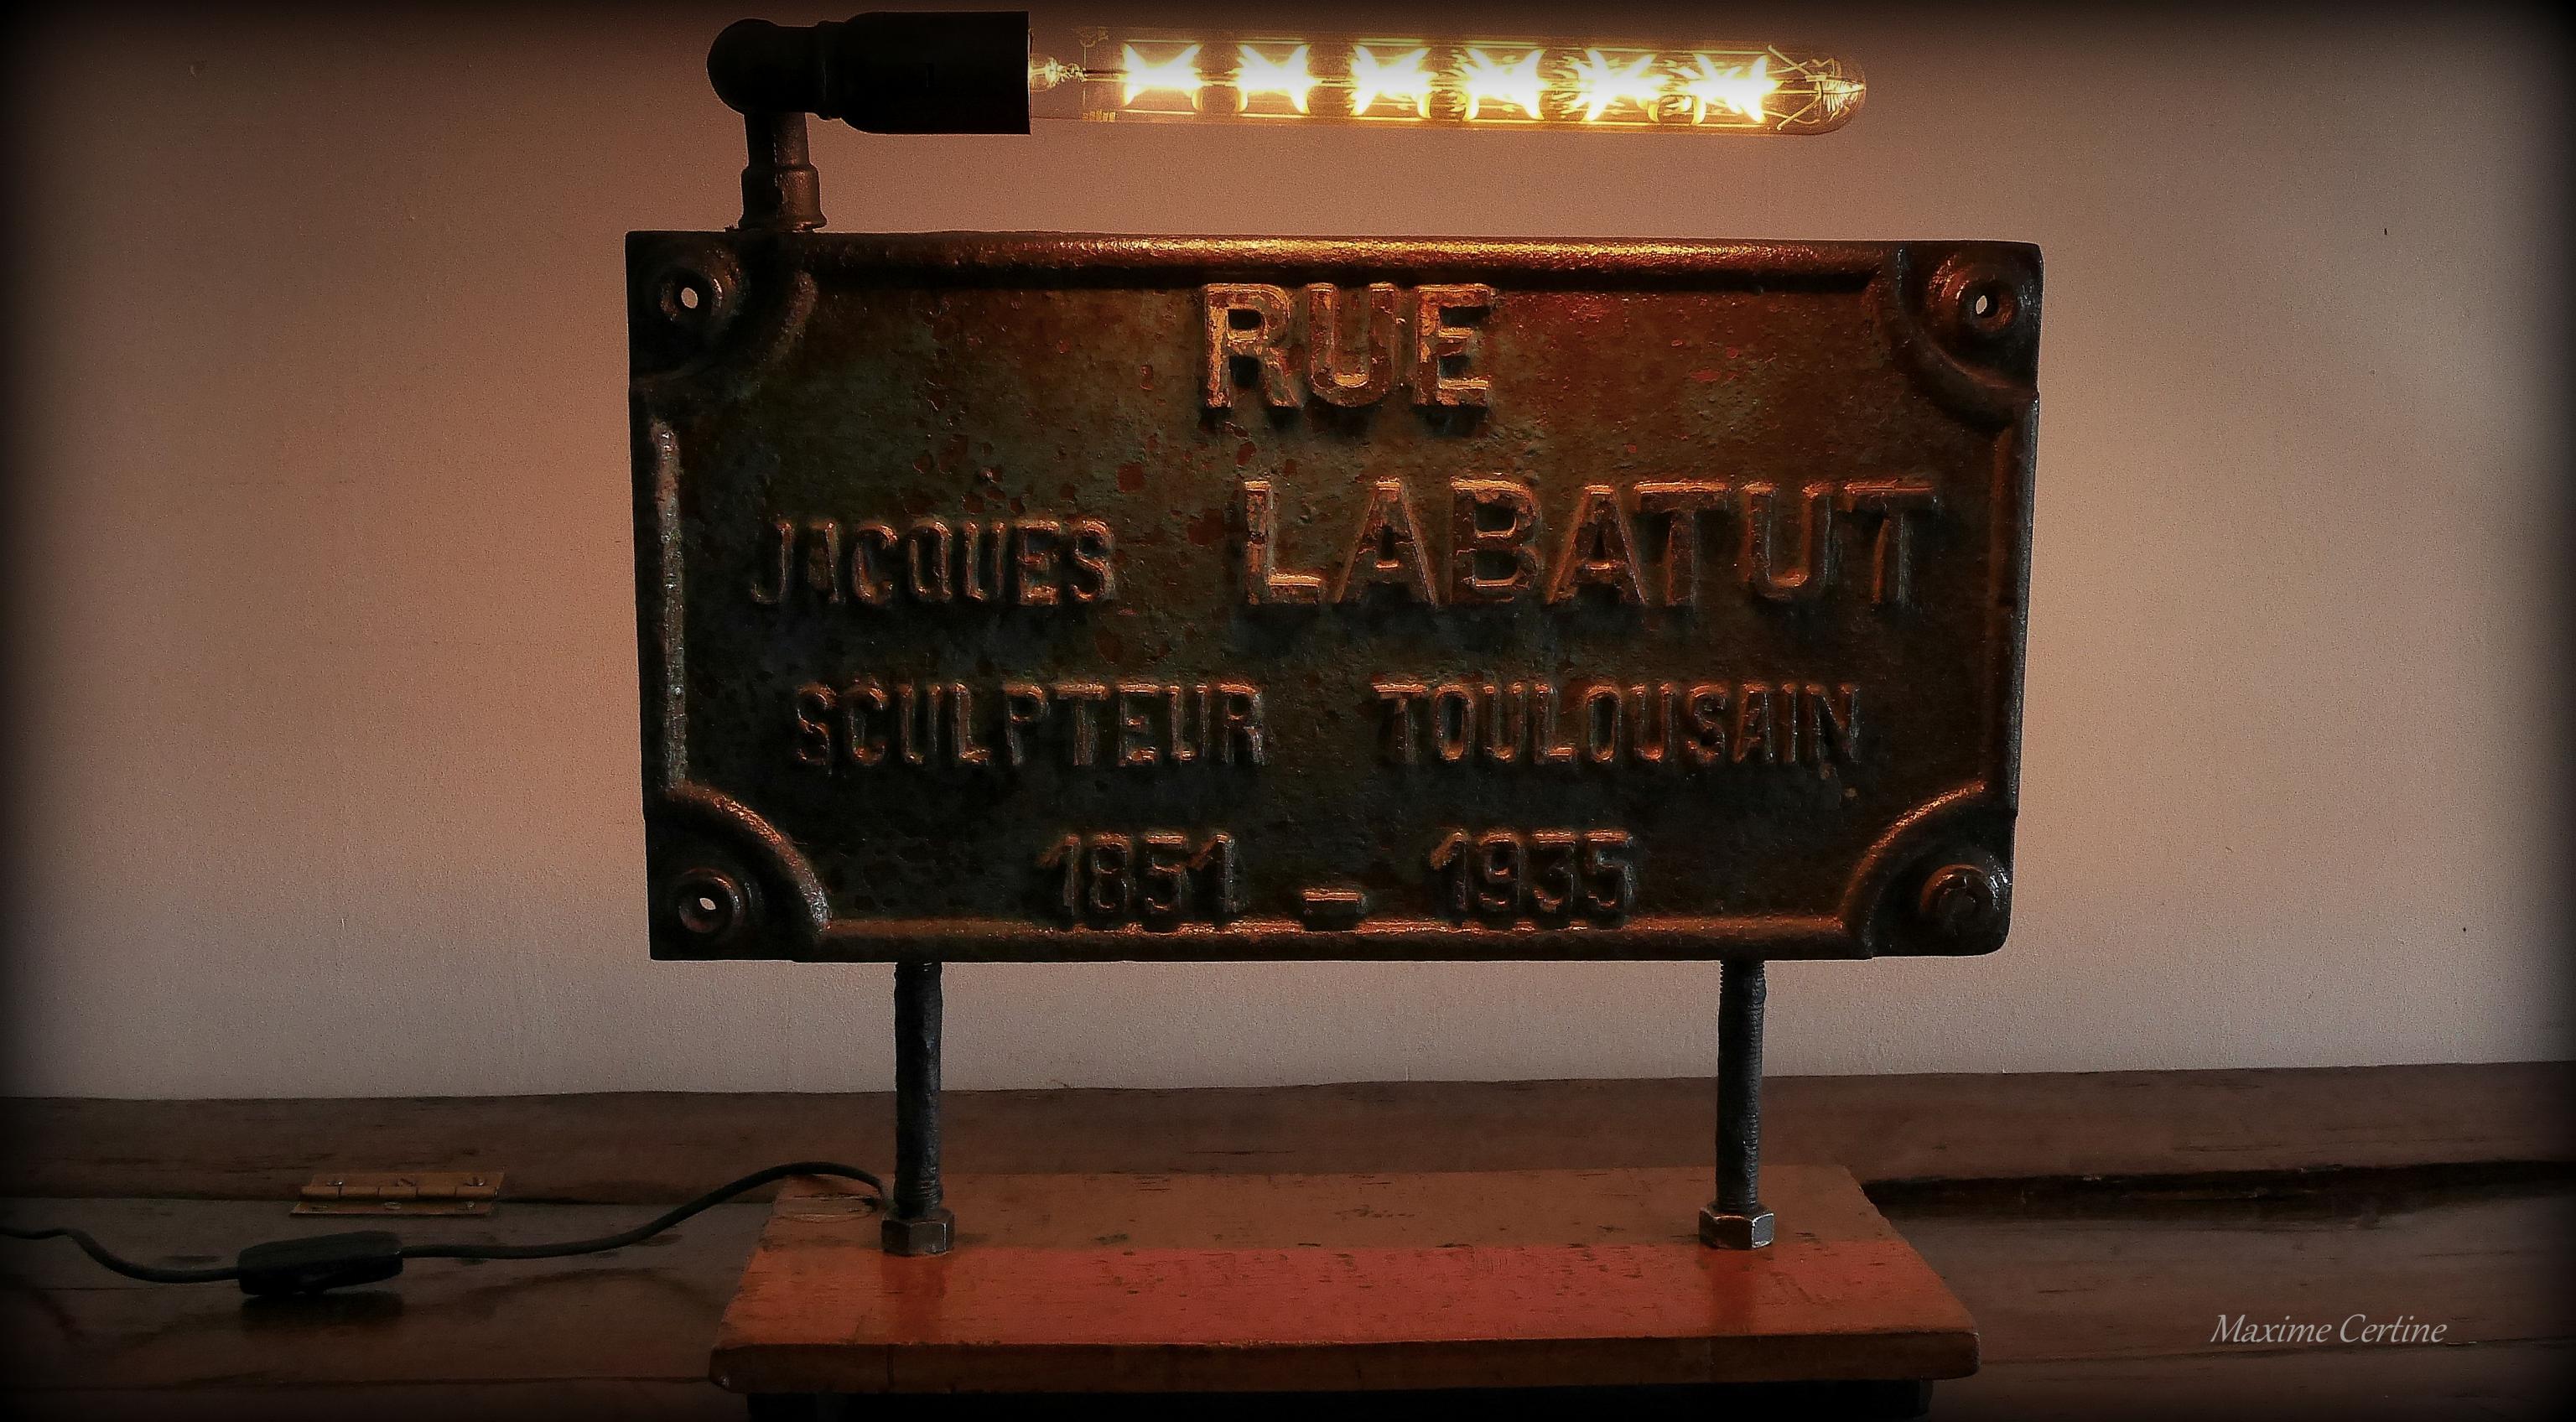 RUE
JACQUES LABATUT
SCULPTEUR TOULOUSAIN
1851 - 1935
Maxime Certine